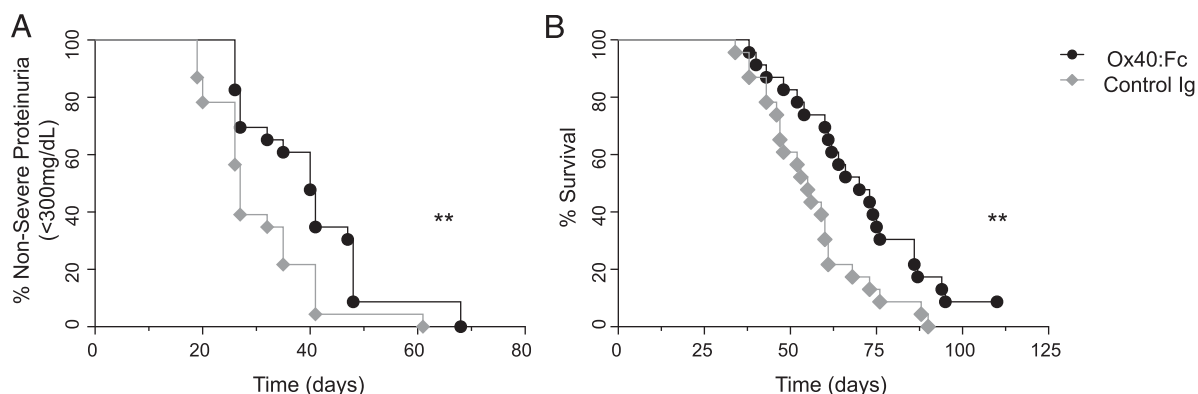 A
% Non-Severe Proteinuria
(<300mg/dL)
100
80
60
40
20
0
**
0 20 40 60 80
Time (days)
B
% Survival
100
80
60
40
20
0
**
0 25 50 75 100 125
Time (days)
Ox40:Fc
Control Ig